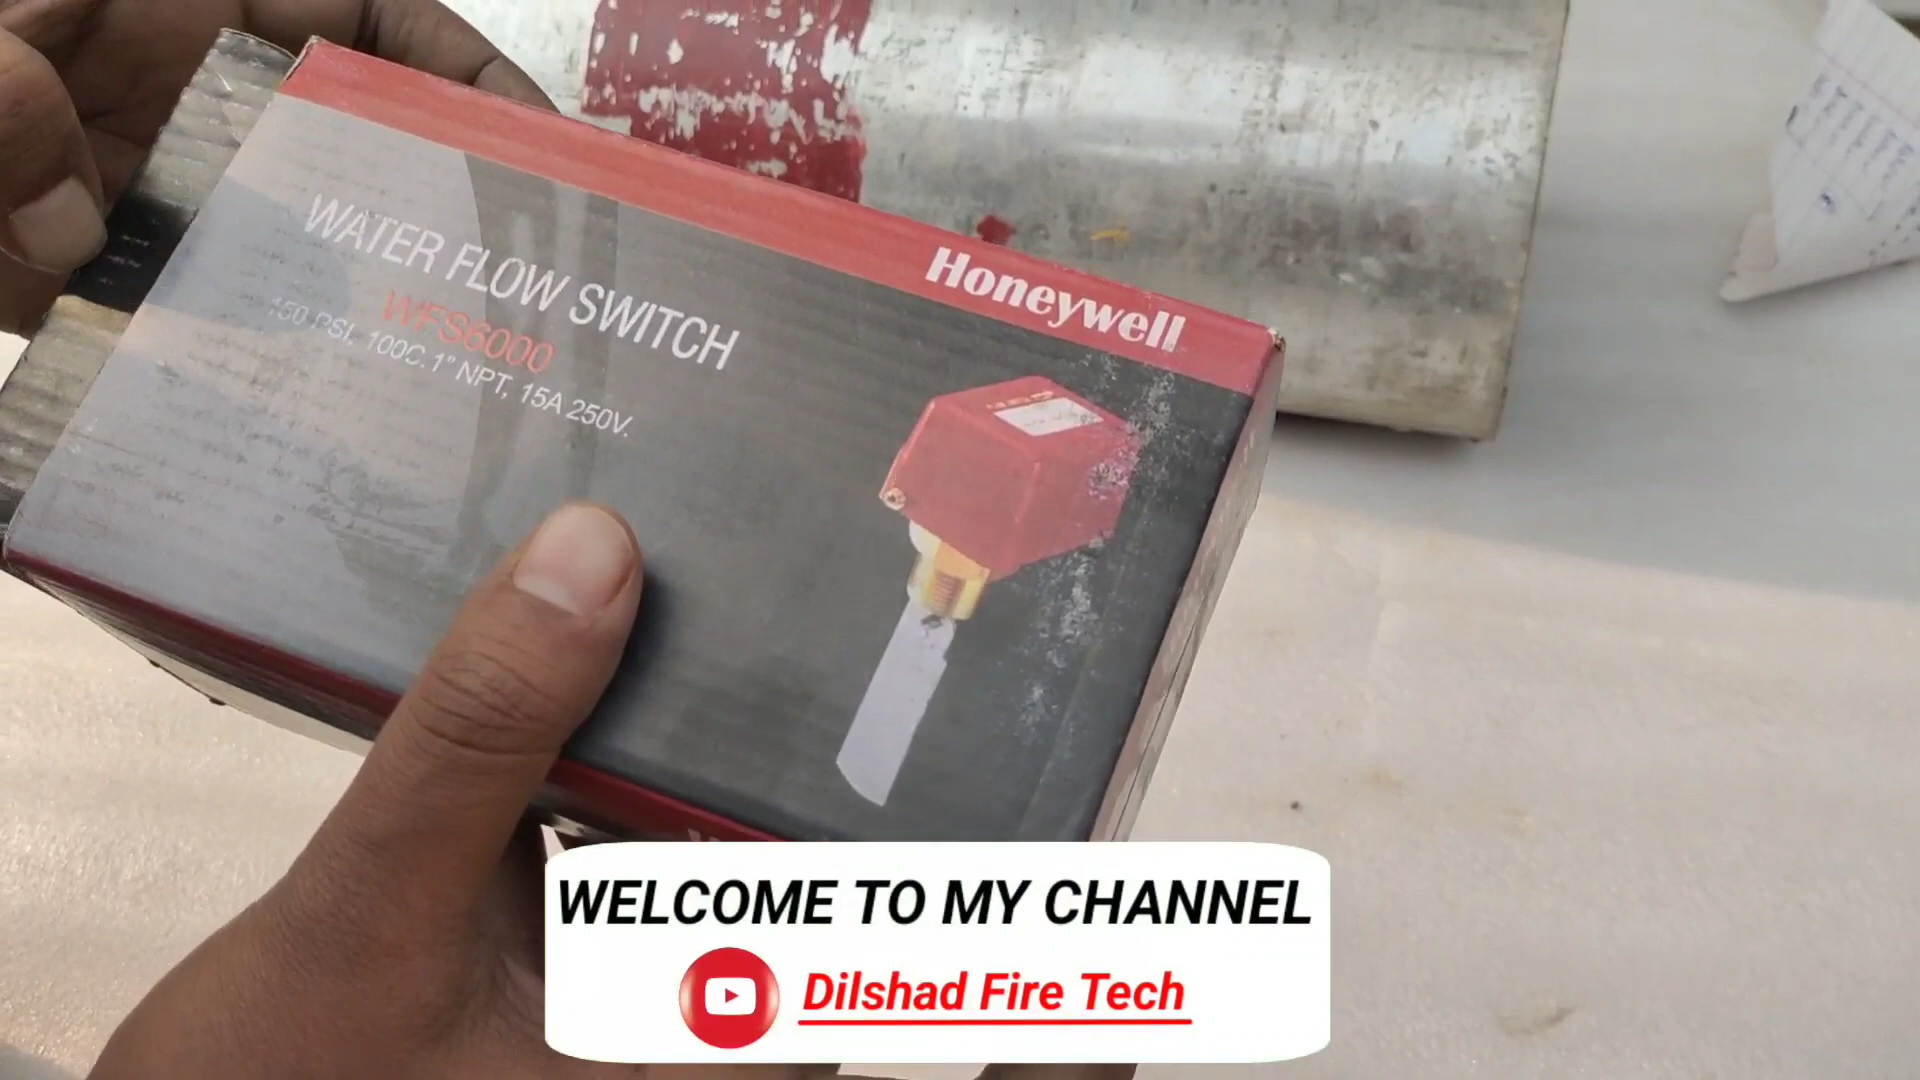 Honeywell
WATER FLOW SWITCH
WFS6000
150 PSI, 100C. 1" NPT, 15A 250V.
WELCOME TO MY CHANNEL
Dilshad Fire Tech